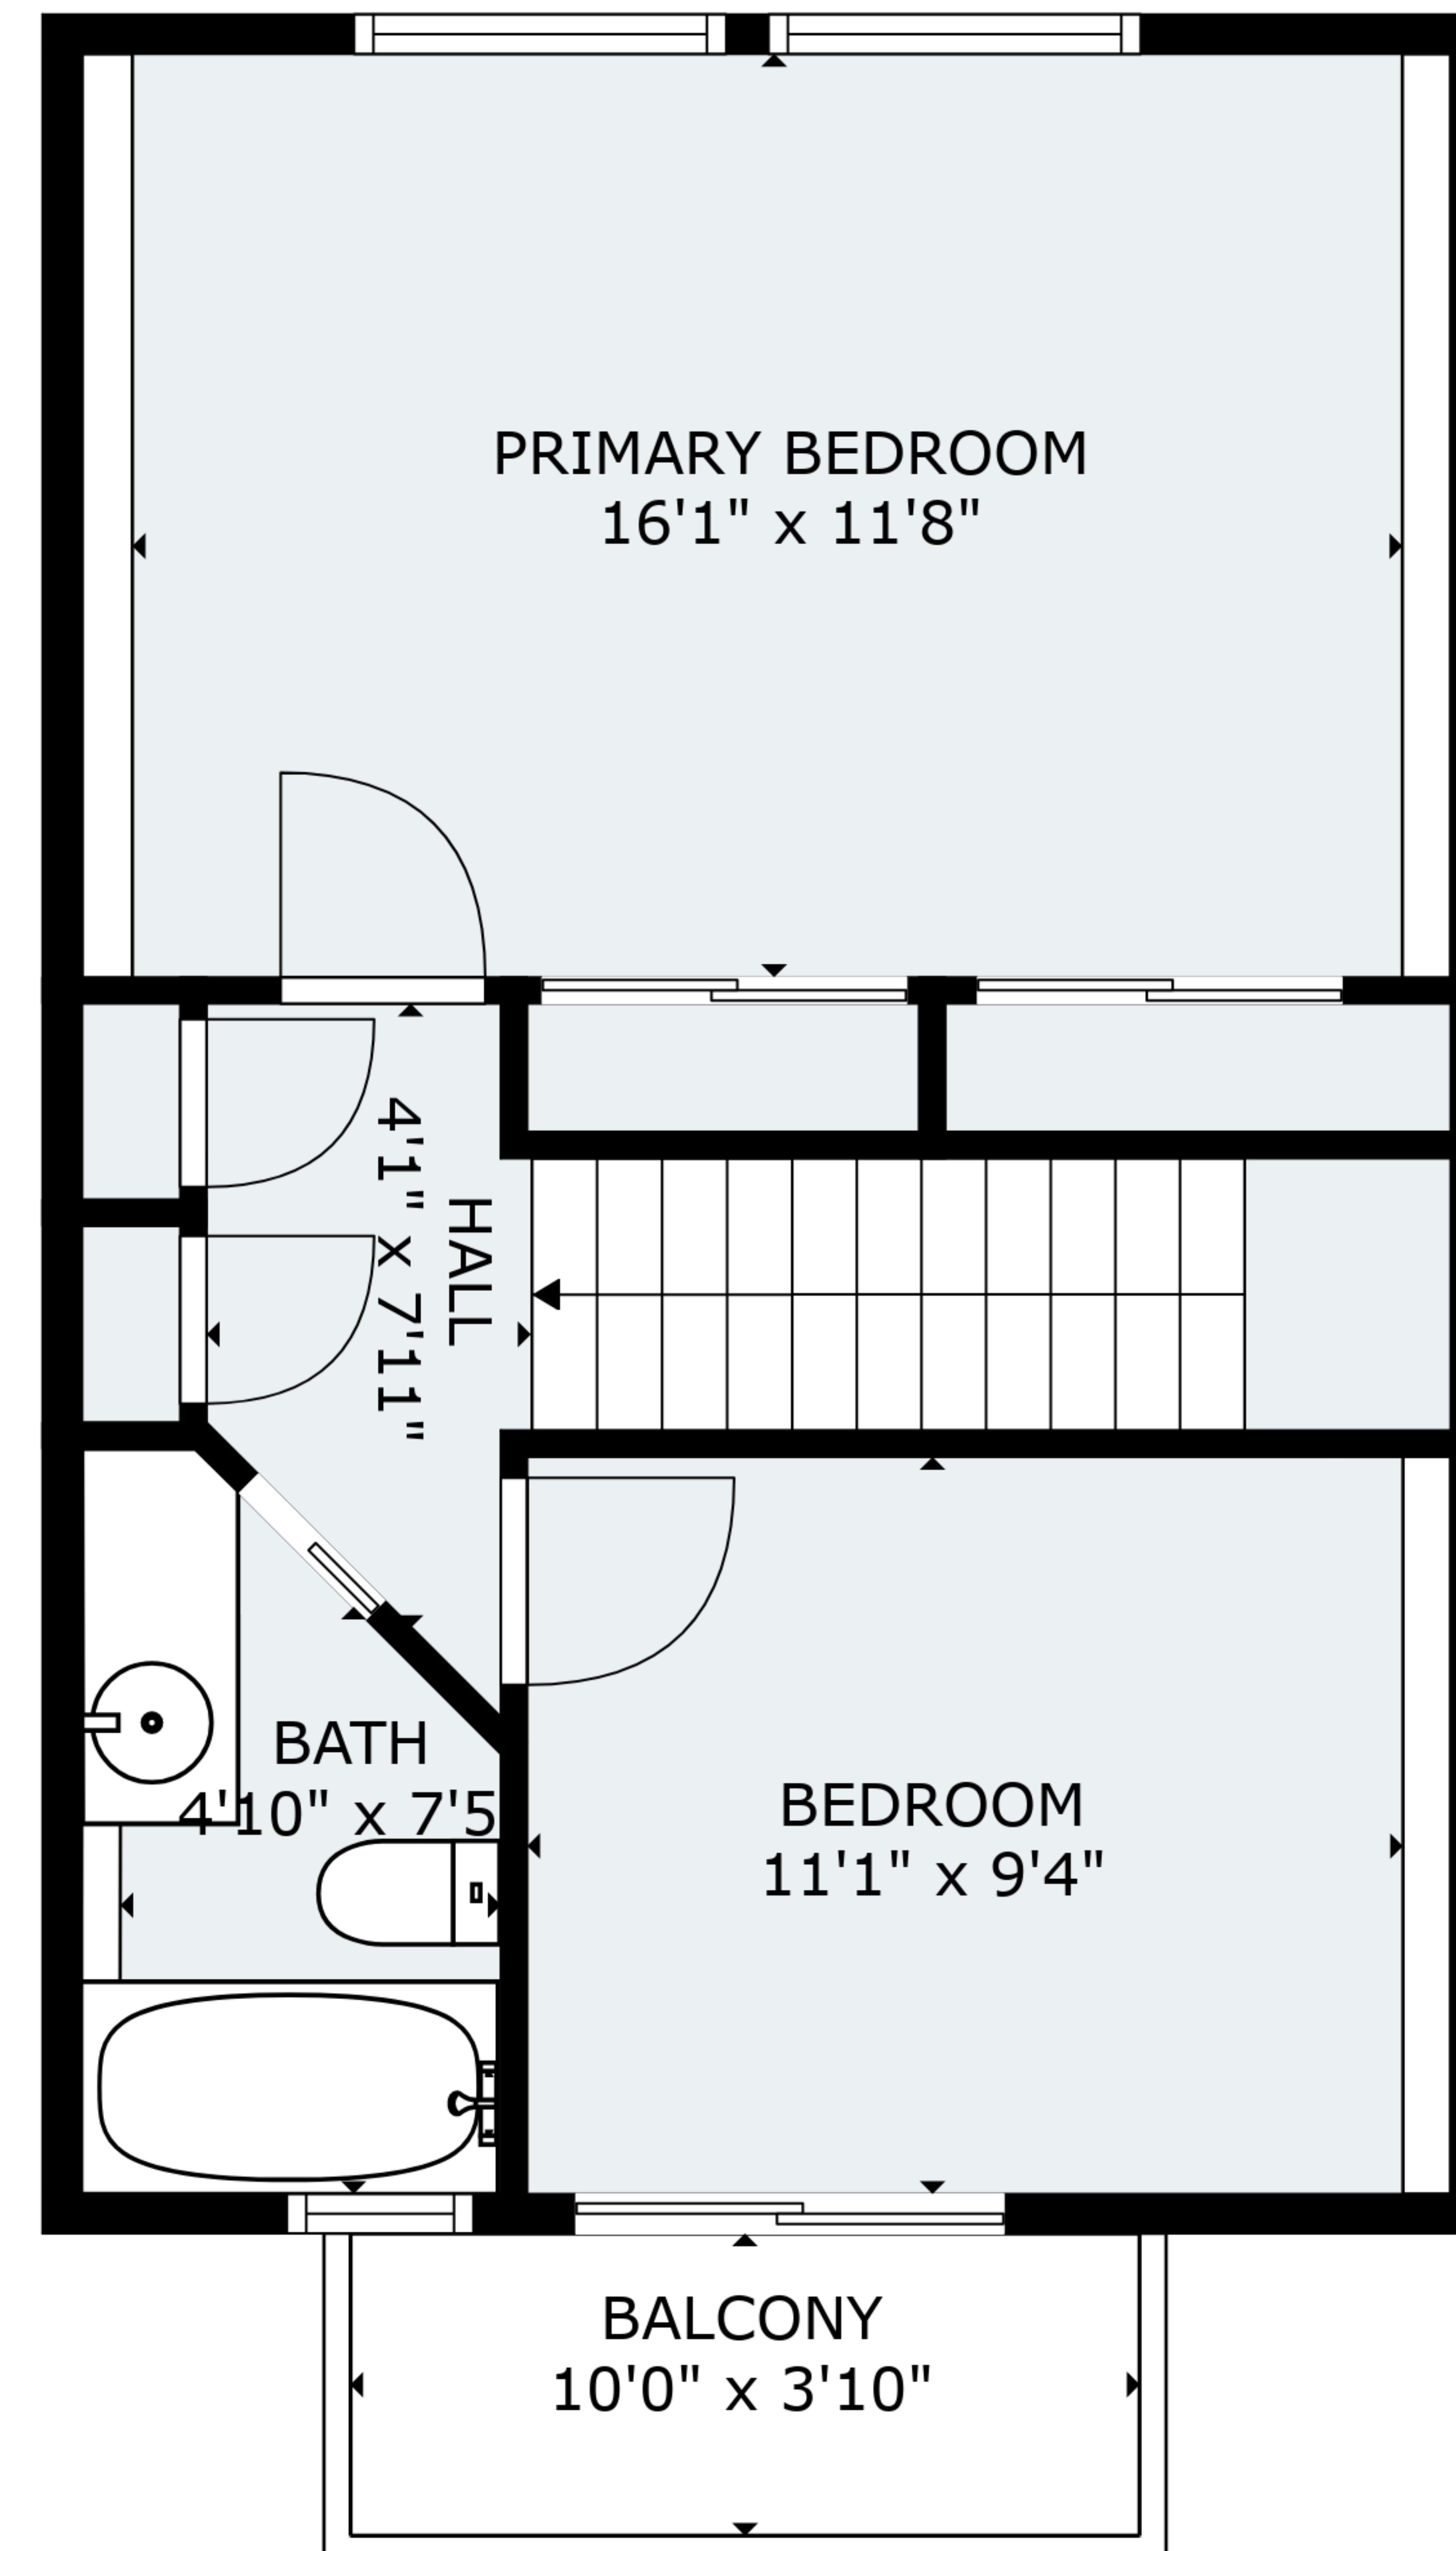 PRIMARY BEDROOM
16'1" x 11'8"
HALL
4'1" x 7'11"
BATH
4'10" x 7'5
BEDROOM
11'1" x 9'4"
BALCONY
10'0" x 3'10"